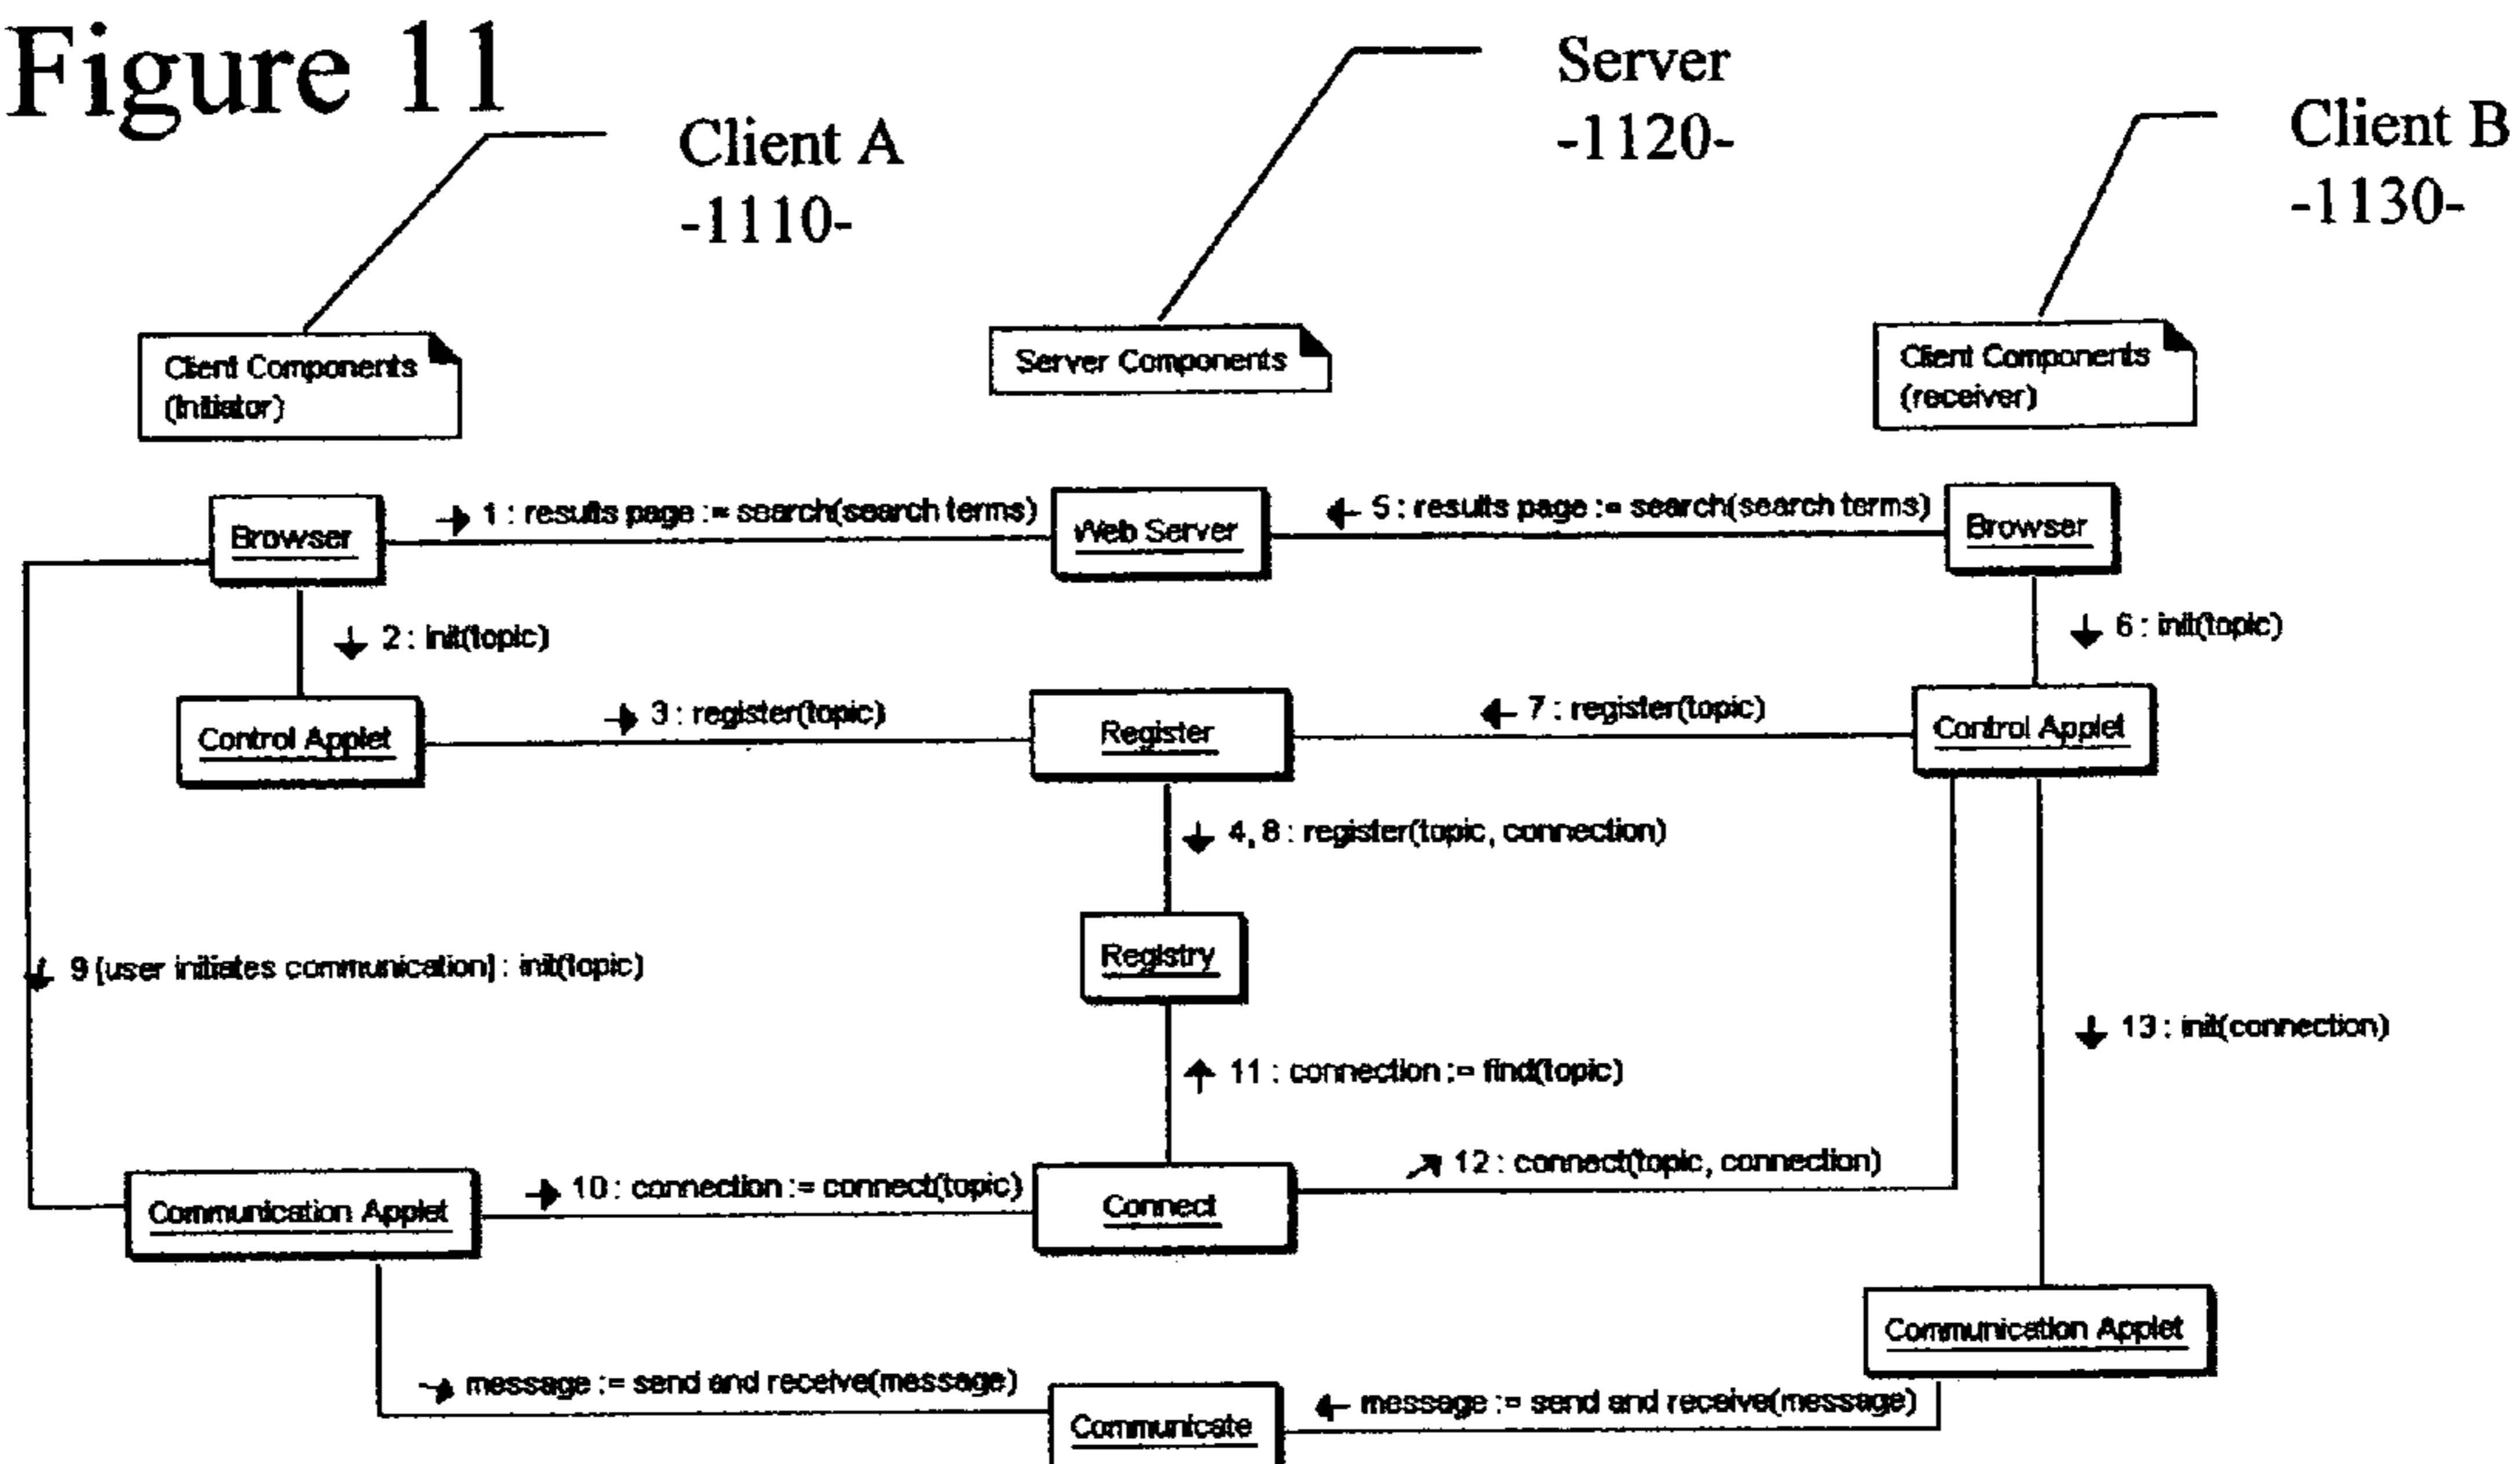 Figure 11
Server
-1120-
Client A
-1110-
Client B
-1130-
Client Components
(Initiator)
Server Components
Client Components
(receiver)
Browser
1 : results page := search(search terms)
Web Server
5 : results page := search(search terms)
Browser
2 : init(topic)
6 : init(topic)
Control Applet
3 : register(topic)
Register
7 : register(topic)
Control Applet
4, 8 : register(topic, connection)
Registry
9 [user initiates communication] : init(topic)
13 : init(connection)
11 : connection := find(topic)
Communication Applet
10 : connection := connect(topic)
Connect
12 : connect(topic, connection)
Communication Applet
message := send and receive(message)
Communicate
message := send and receive(message)